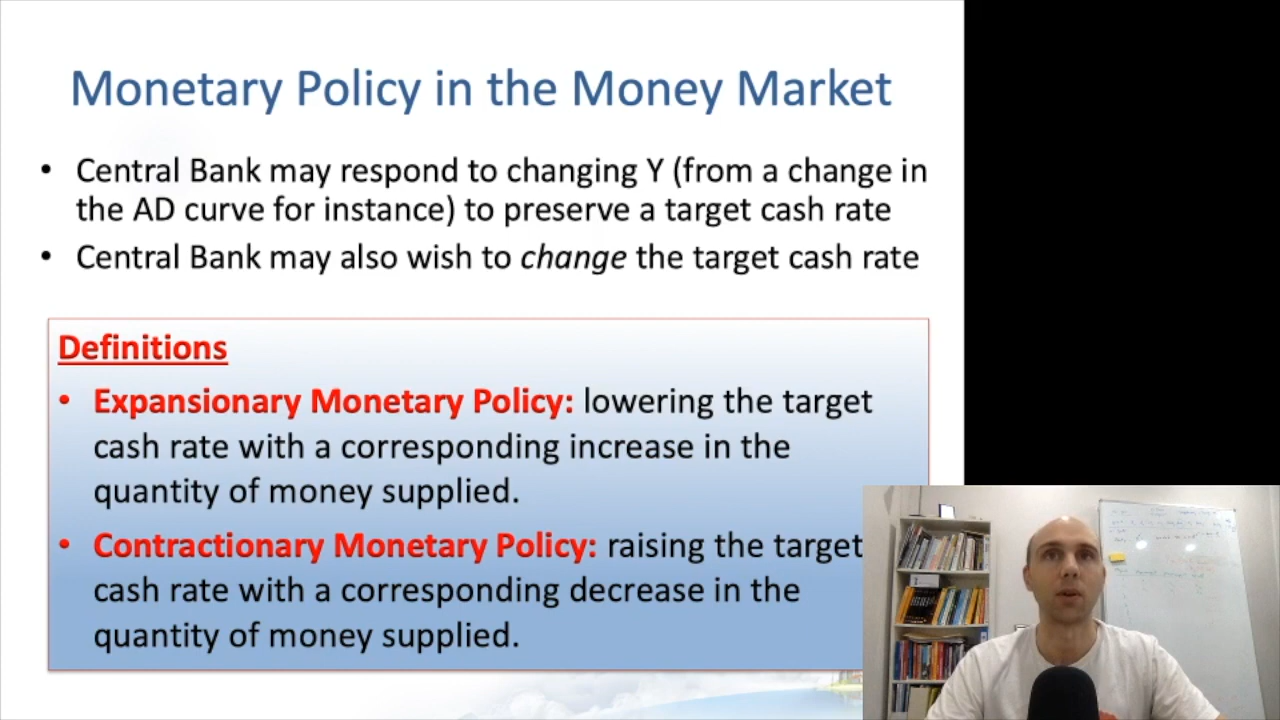 Monetary Policy in the Money Market
• Central Bank may respond to changing Y (from a change in
the AD curve for instance) to preserve a target cash rate
• Central Bank may also wish to change the target cash rate
Definitions
• Expansionary Monetary Policy: lowering the target
cash rate with a corresponding increase in the
quantity of money supplied.
• Contractionary Monetary Policy: raising the target
cash rate with a corresponding decrease in the
quantity of money supplied.